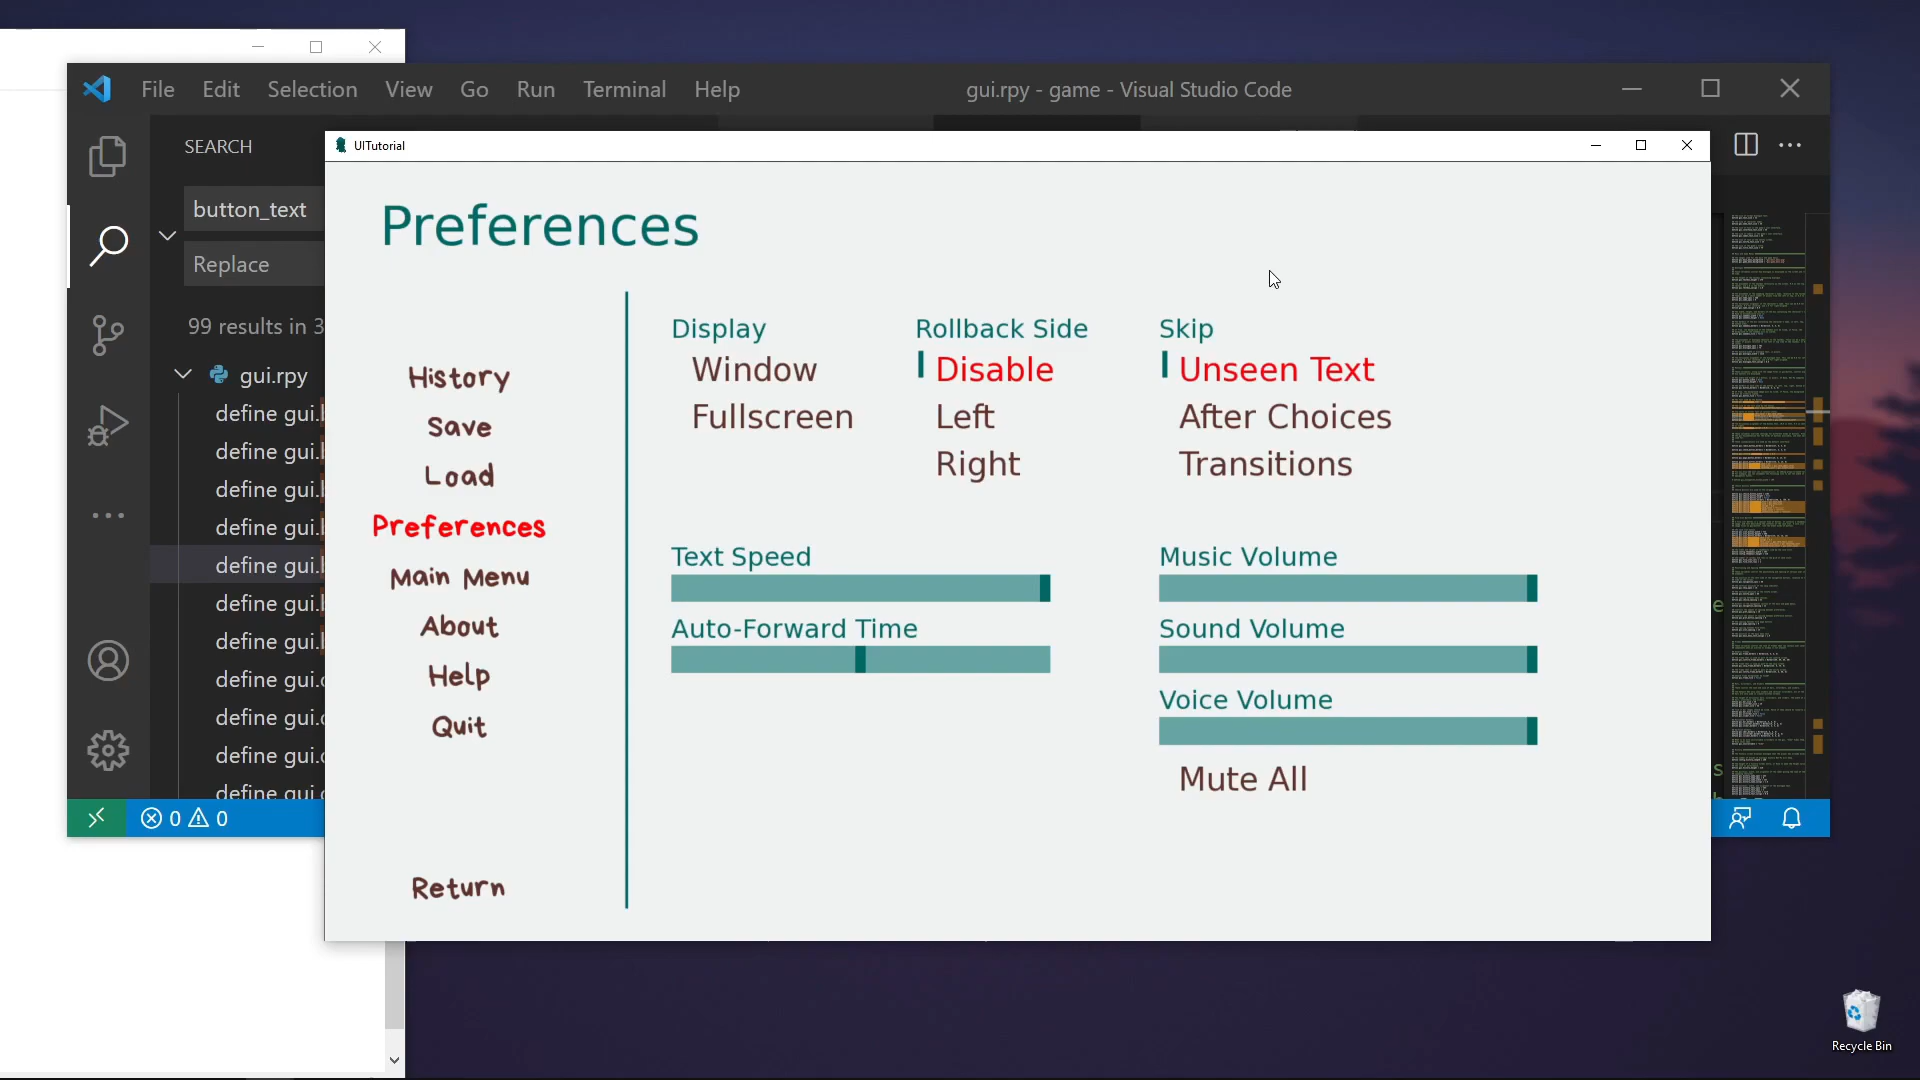 File Edit Selection View Go Run Terminal Help
gui.rpy - game - Visual Studio Code
SEARCH
button_text
Replace
99 results in 3
gui.rpy
define gui.b
define gui.b
define gui.b
define gui.b
define gui.b
define gui.b
define gui.b
define gui.c
define gui.c
define gui.c
define gui.c
0 0
UITutorial
Preferences
History
Save
Load
Preferences
Main Menu
About
Help
Quit
Return
Display
Window
Fullscreen
Rollback Side
Disable
Left
Right
Skip
Unseen Text
After Choices
Transitions
Text Speed
Auto-Forward Time
Music Volume
Sound Volume
Voice Volume
Mute All
Recycle Bin